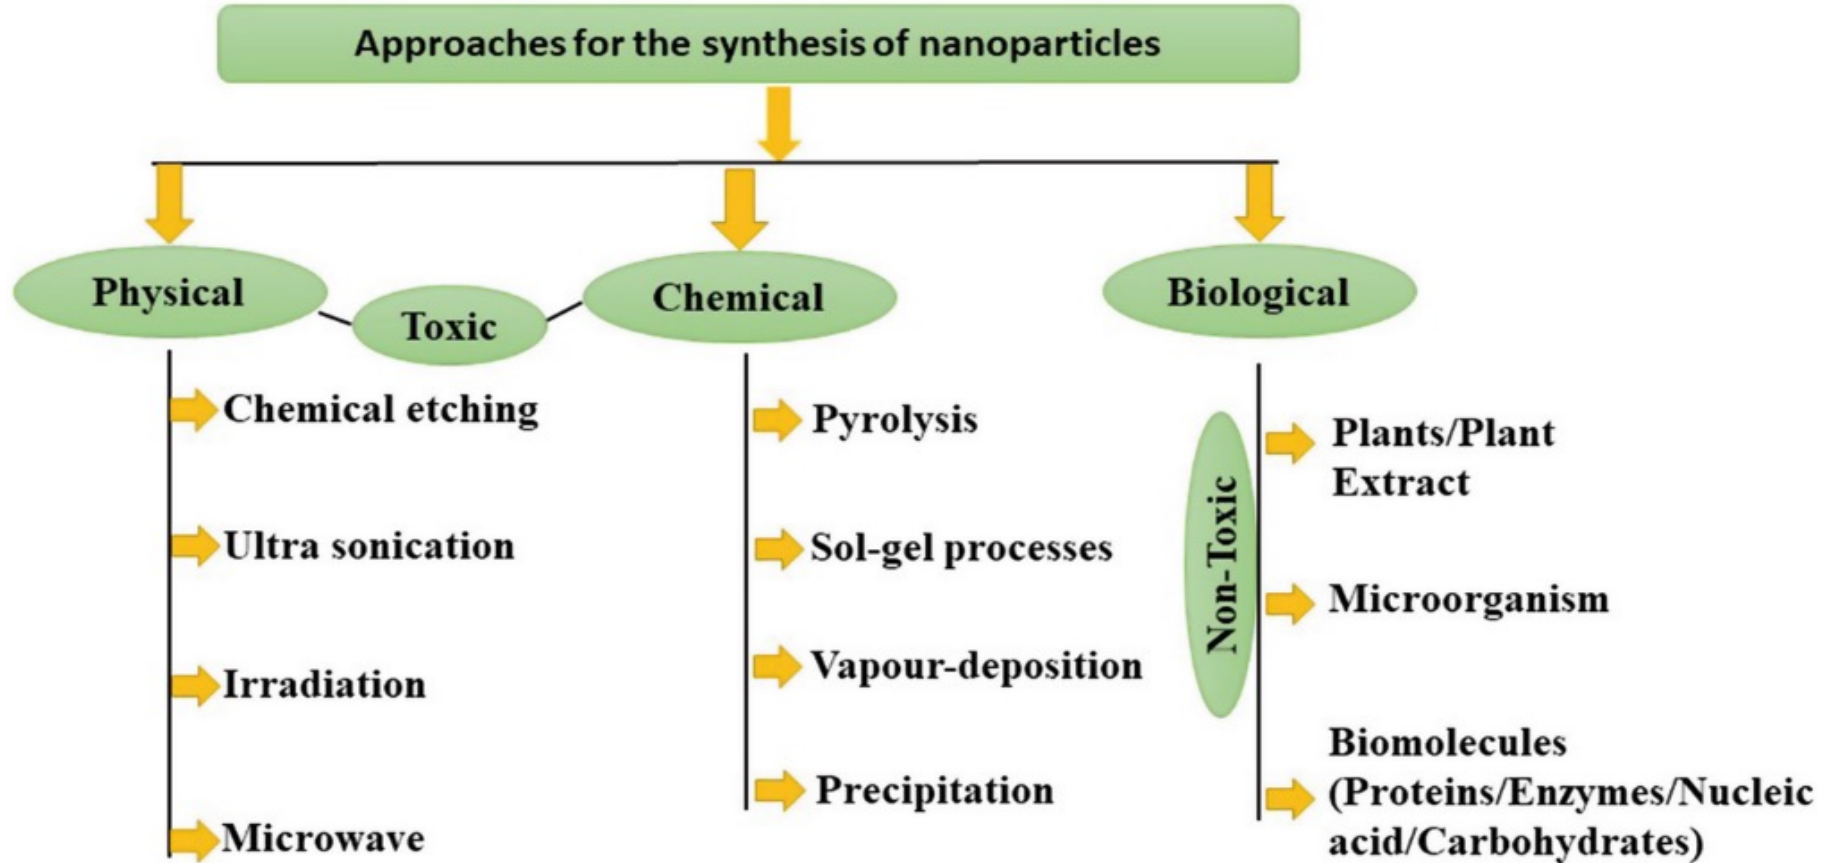 Approaches for the synthesis of nanoparticles
Physical
Toxic
Chemical
Biological
Chemical etching
Ultra sonication
Irradiation
Microwave
Pyrolysis
Sol-gel processes
Vapour-deposition
Precipitation
Non-Toxic
Plants/Plant
Extract
Microorganism
Biomolecules
(Proteins/Enzymes/Nucleic
acid/Carbohydrates)